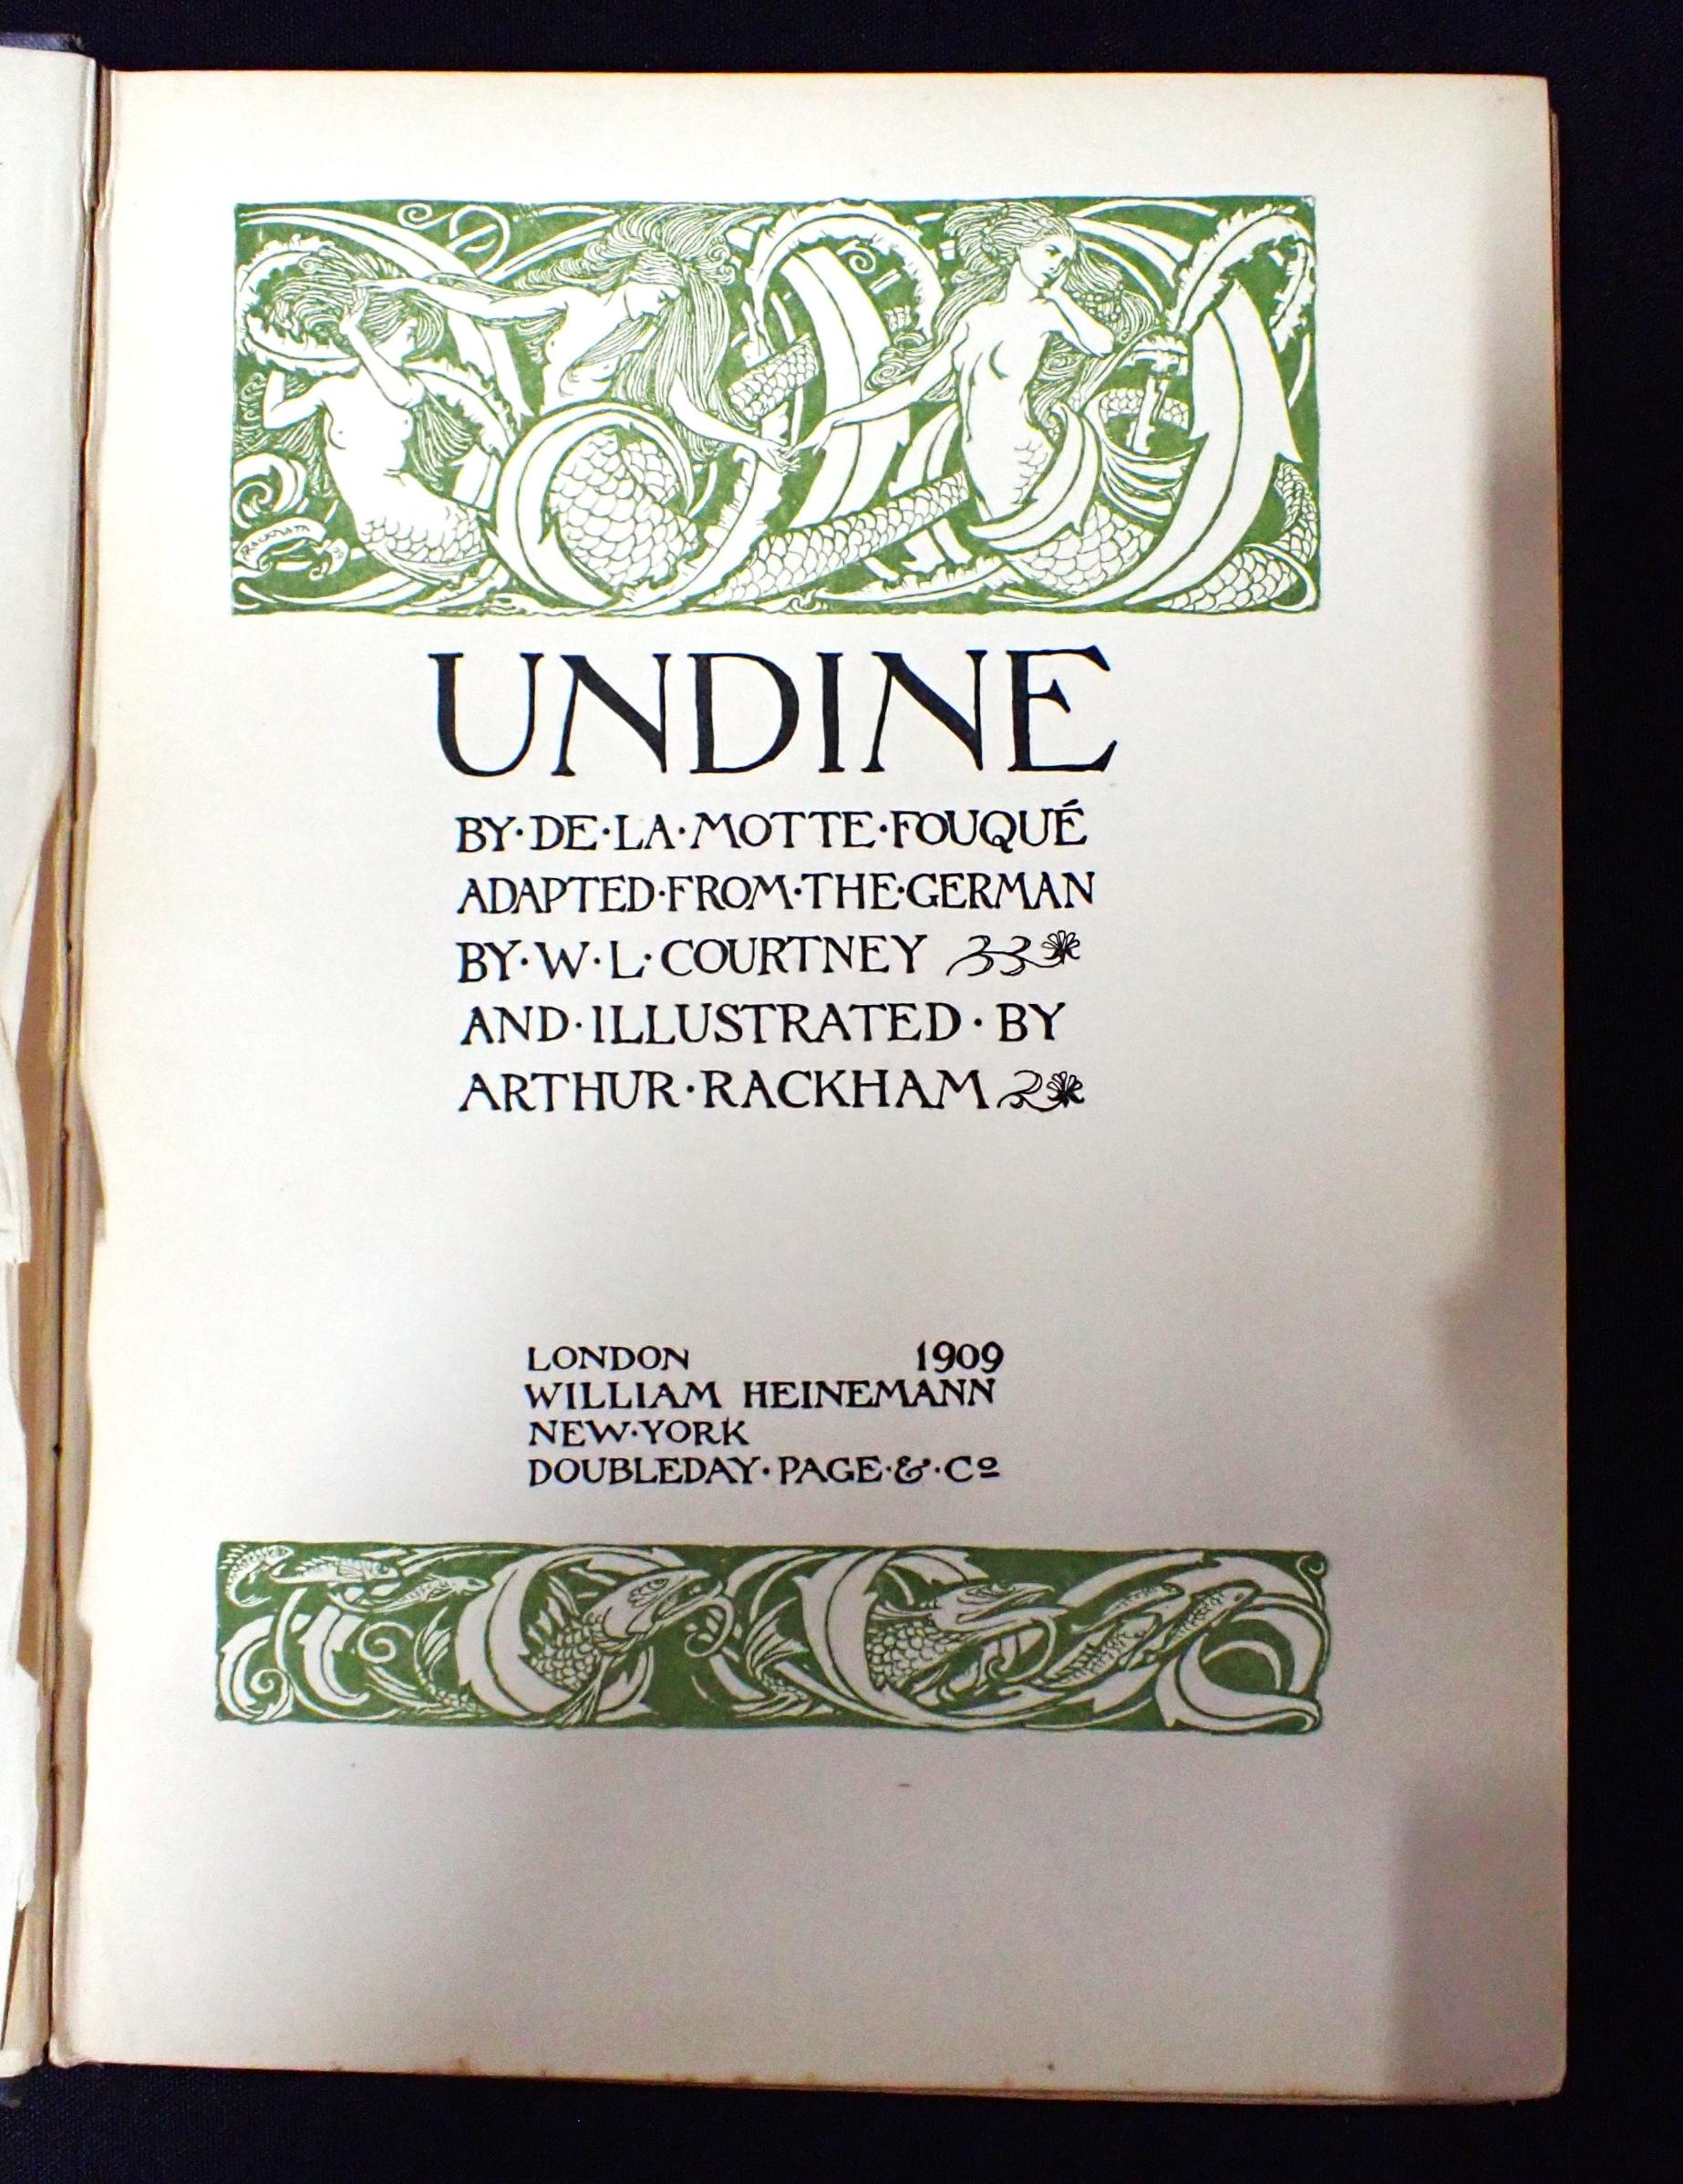 RACKHAM
UNDINE
BY·DE·LA·MOTTE·FOUQUÉ
ADAPTED·FROM·THE·GERMAN
BY·W·L·COURTNEY
AND·ILLUSTRATED·BY
ARTHUR·RACKHAM
LONDON 1909
WILLIAM HEINEMANN
NEW·YORK
DOUBLEDAY·PAGE·&·Cº